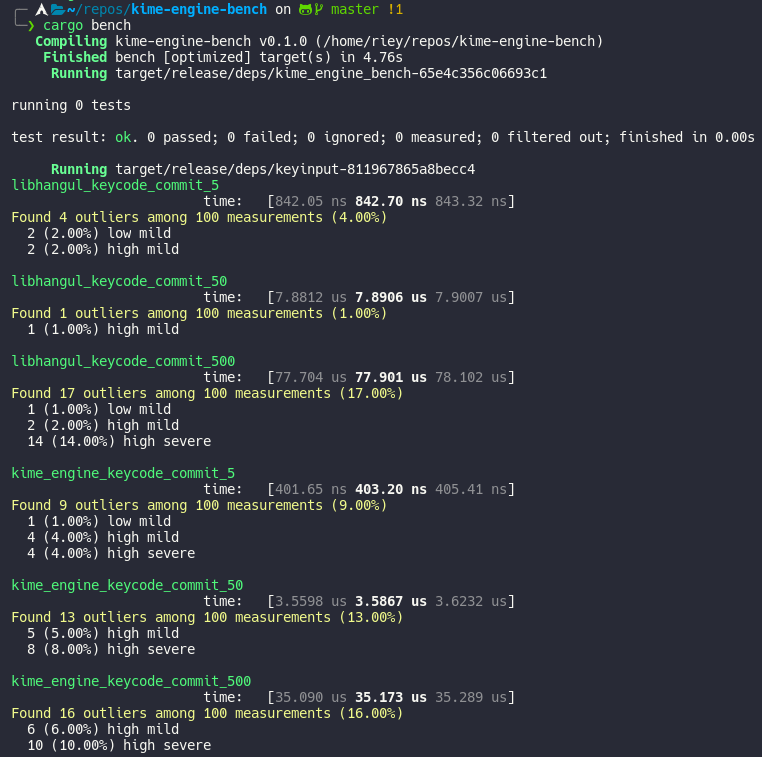 ~/repos/kime-engine-bench on master !1
cargo bench
Compiling kime-engine-bench v0.1.0 (/home/riey/repos/kime-engine-bench)
Finished bench [optimized] target(s) in 4.76s
Running target/release/deps/kime_engine_bench-65e4c356c06693c1
running 0 tests
test result: ok. 0 passed; 0 failed; 0 ignored; 0 measured; 0 filtered out; finished in 0.00s
Running target/release/deps/keyinput-811967865a8becc4
libhangul_keycode_commit_5
time: [842.05 ns 842.70 ns 843.32 ns]
Found 4 outliers among 100 measurements (4.00%)
2 (2.00%) low mild
2 (2.00%) high mild
libhangul_keycode_commit_50
time: [7.8812 us 7.8906 us 7.9007 us]
Found 1 outliers among 100 measurements (1.00%)
1 (1.00%) high mild
libhangul_keycode_commit_500
time: [77.704 us 77.901 us 78.102 us]
Found 17 outliers among 100 measurements (17.00%)
1 (1.00%) low mild
2 (2.00%) high mild
14 (14.00%) high severe
kime_engine_keycode_commit_5
time: [401.65 ns 403.20 ns 405.41 ns]
Found 9 outliers among 100 measurements (9.00%)
1 (1.00%) low mild
4 (4.00%) high mild
4 (4.00%) high severe
kime_engine_keycode_commit_50
time: [3.5598 us 3.5867 us 3.6232 us]
Found 13 outliers among 100 measurements (13.00%)
5 (5.00%) high mild
8 (8.00%) high severe
kime_engine_keycode_commit_500
time: [35.090 us 35.173 us 35.289 us]
Found 16 outliers among 100 measurements (16.00%)
6 (6.00%) high mild
10 (10.00%) high severe